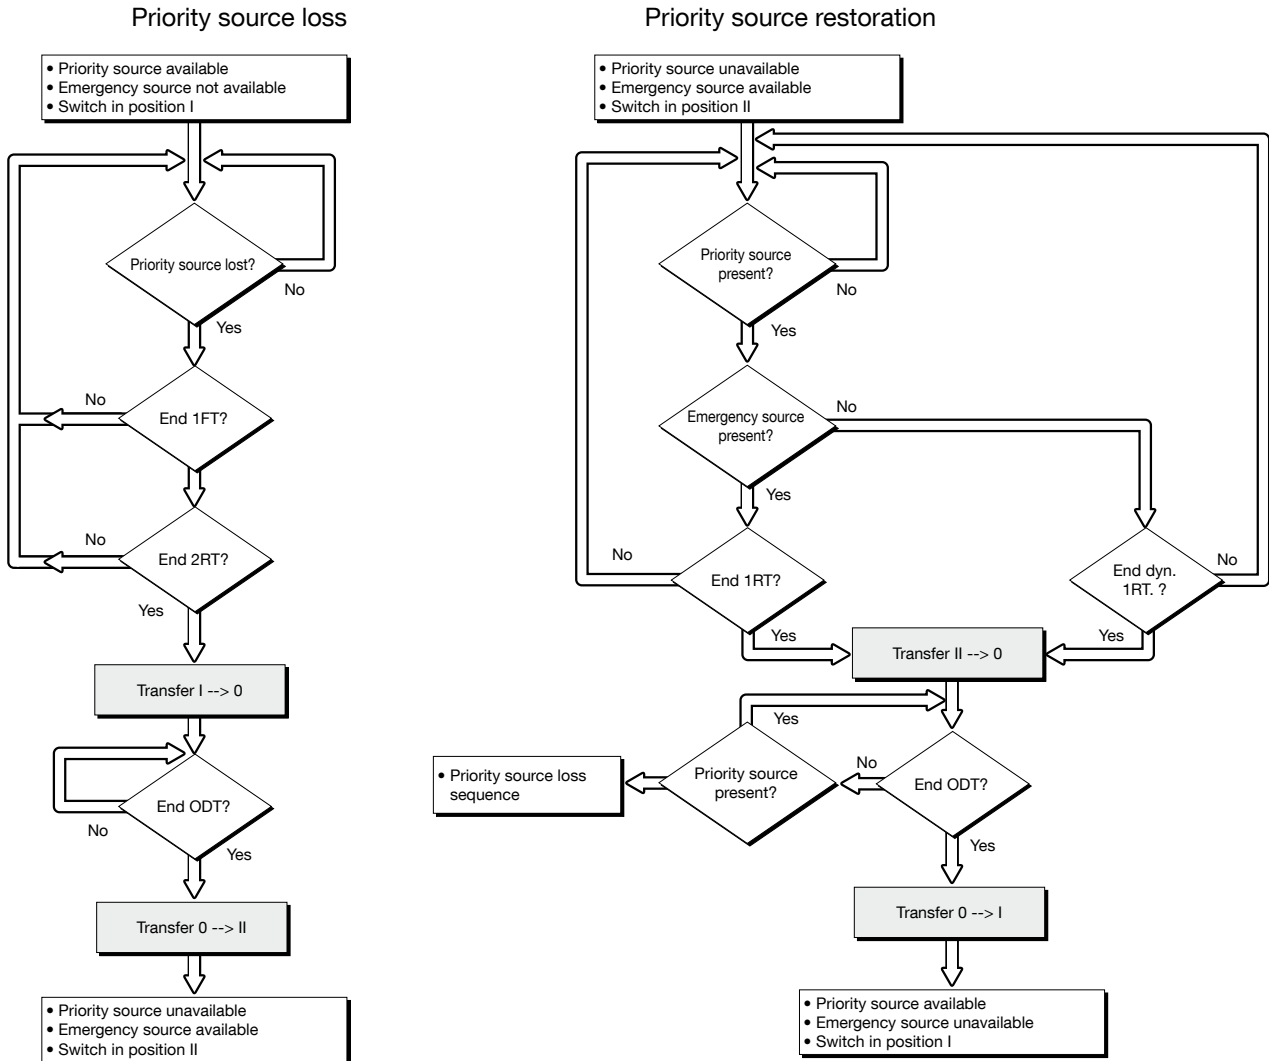 Priority source loss
• Priority source available
• Emergency source not available
• Switch in position I
Priority source lost?
No
Yes
End 1FT?
No
End 2RT?
No
Yes
Transfer I --> 0
End ODT?
No
Yes
Transfer 0 --> II
• Priority source unavailable
• Emergency source available
• Switch in position II
Priority source restoration
• Priority source unavailable
• Emergency source available
• Switch in position II
Priority source
present?
No
Yes
Emergency source
present?
No
Yes
End 1RT?
No
Yes
End dyn.
1RT. ?
No
Yes
Transfer II --> 0
End ODT?
No
Priority source
present?
Yes
• Priority source loss
sequence
Yes
Transfer 0 --> I
• Priority source available
• Emergency source unavailable
• Switch in position I